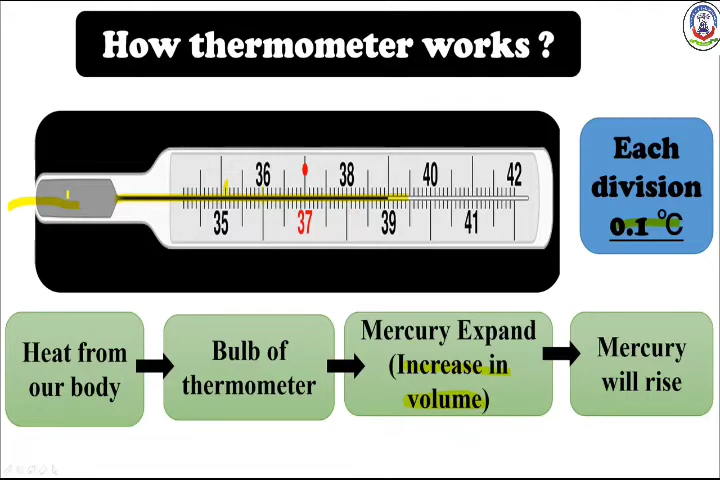 How thermometer works ?
36 38 40 42
35 37 39 41
Each
division
0.1 ℃
Heat from
our body
Bulb of
thermometer
Mercury Expand
(Increase in
volume)
Mercury
will rise